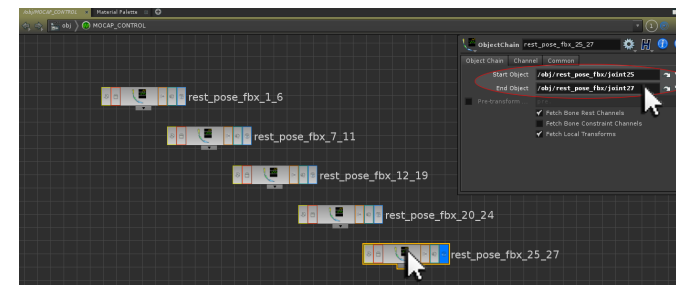 /obj/MOCAP_CONTROL × Material Palette ×
obj MOCAP_CONTROL 1
ObjectChain rest_pose_fbx_25_27
Object Chain Channel Common
Start Object /obj/rest_pose_fbx/joint25
End Object /obj/rest_pose_fbx/joint27
Pre-transform
Fetch Bone Rest Channels
Fetch Bone Constraint Channels
Fetch Local Transforms
rest_pose_fbx_1_6
rest_pose_fbx_7_11
rest_pose_fbx_12_19
rest_pose_fbx_20_24
rest_pose_fbx_25_27